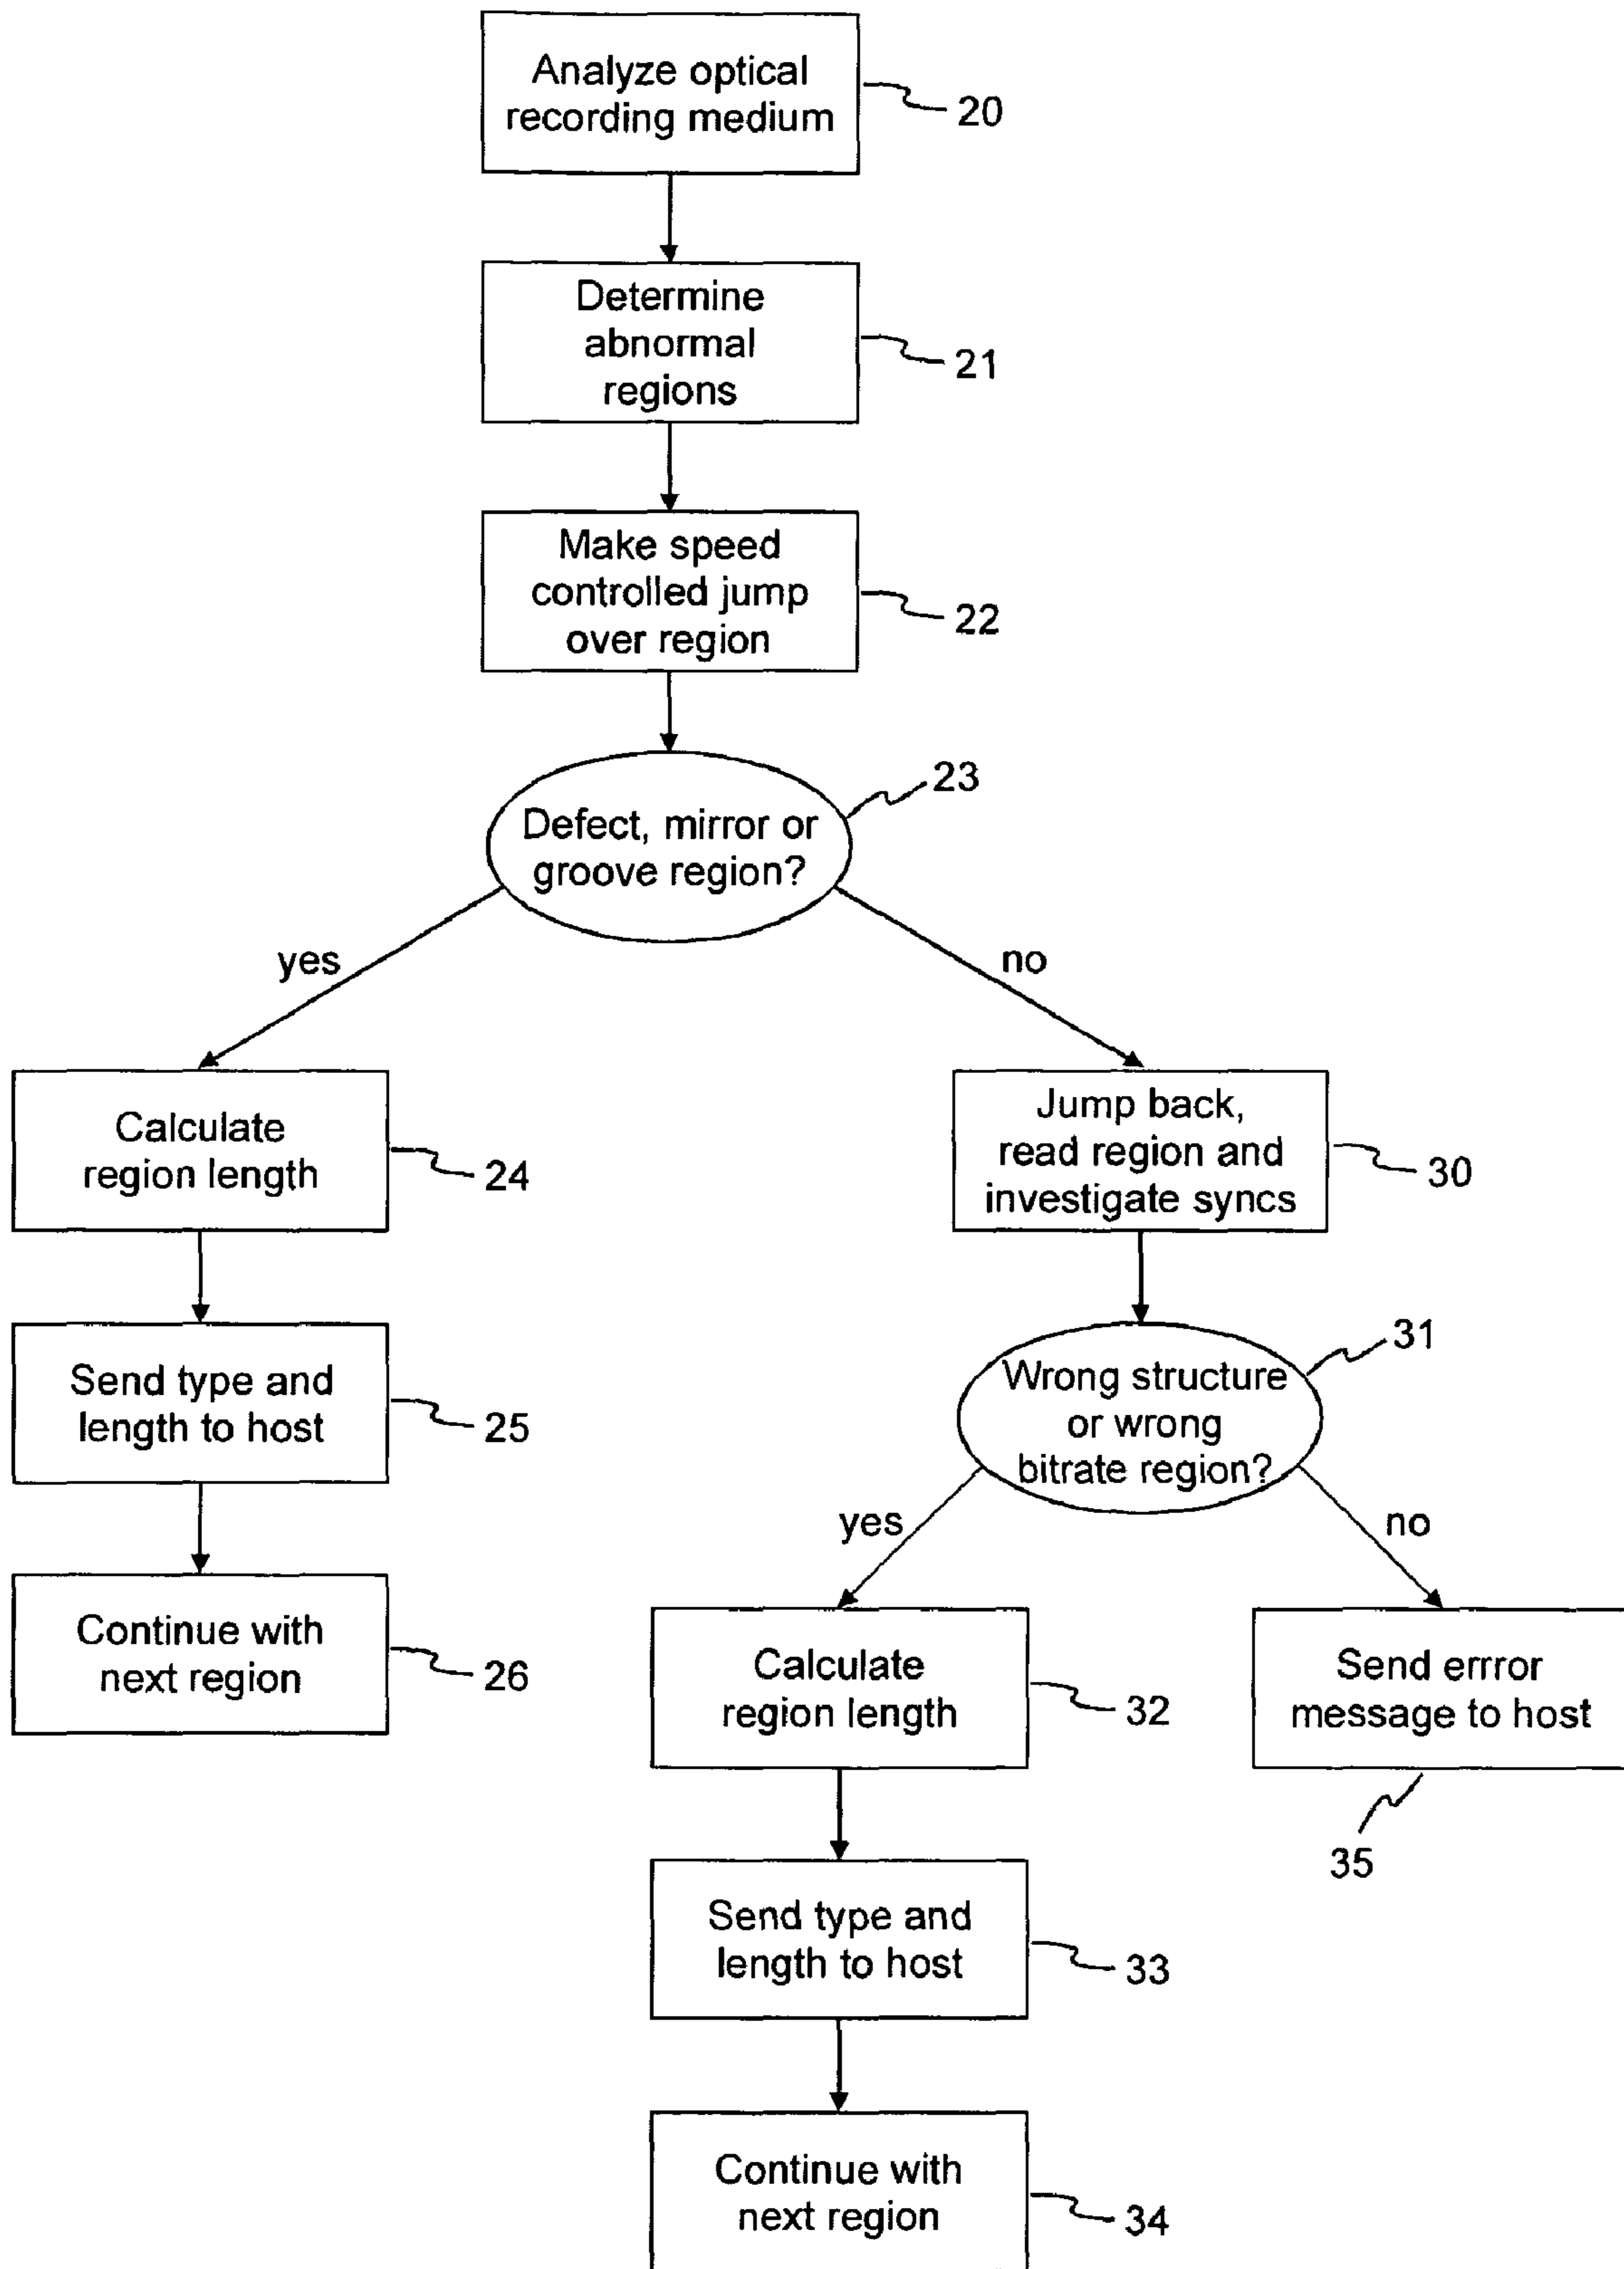 Analyze optical
recording medium
20
Determine
abnormal
regions
21
Make speed
controlled jump
over region
22
23
Defect, mirror or
groove region?
yes
no
Calculate
region length
24
Jump back,
read region and
investigate syncs
30
Send type and
length to host
25
31
Wrong structure
or wrong
bitrate region?
yes
no
Continue with
next region
26
Calculate
region length
32
Send errror
message to host
35
Send type and
length to host
33
Continue with
next region
34